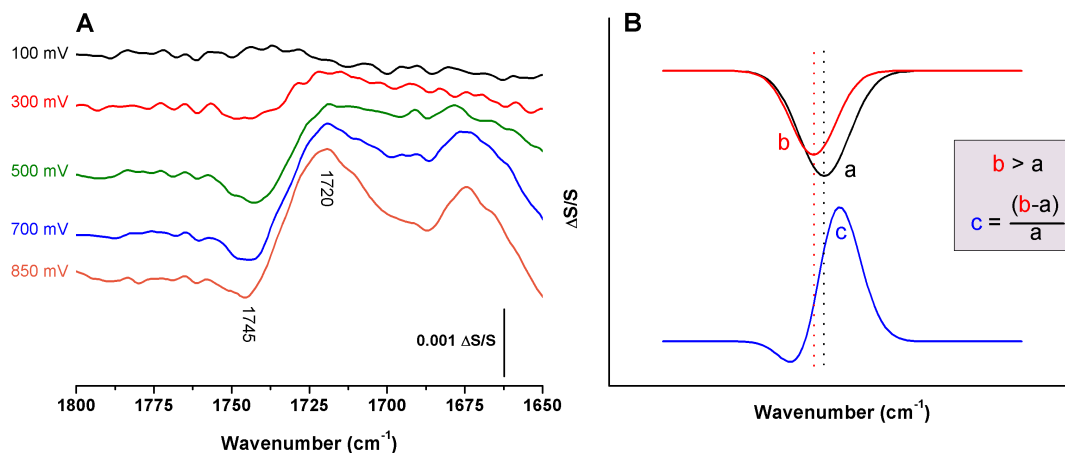 A
100 mV
300 mV
500 mV
700 mV
850 mV
1720
1745
0.001 ΔS/S
1800 1775 1750 1725 1700 1675 1650
Wavenumber (cm-1)
B
ΔS/S
b
a
c
b > a
c = (b-a)
a
Wavenumber (cm-1)